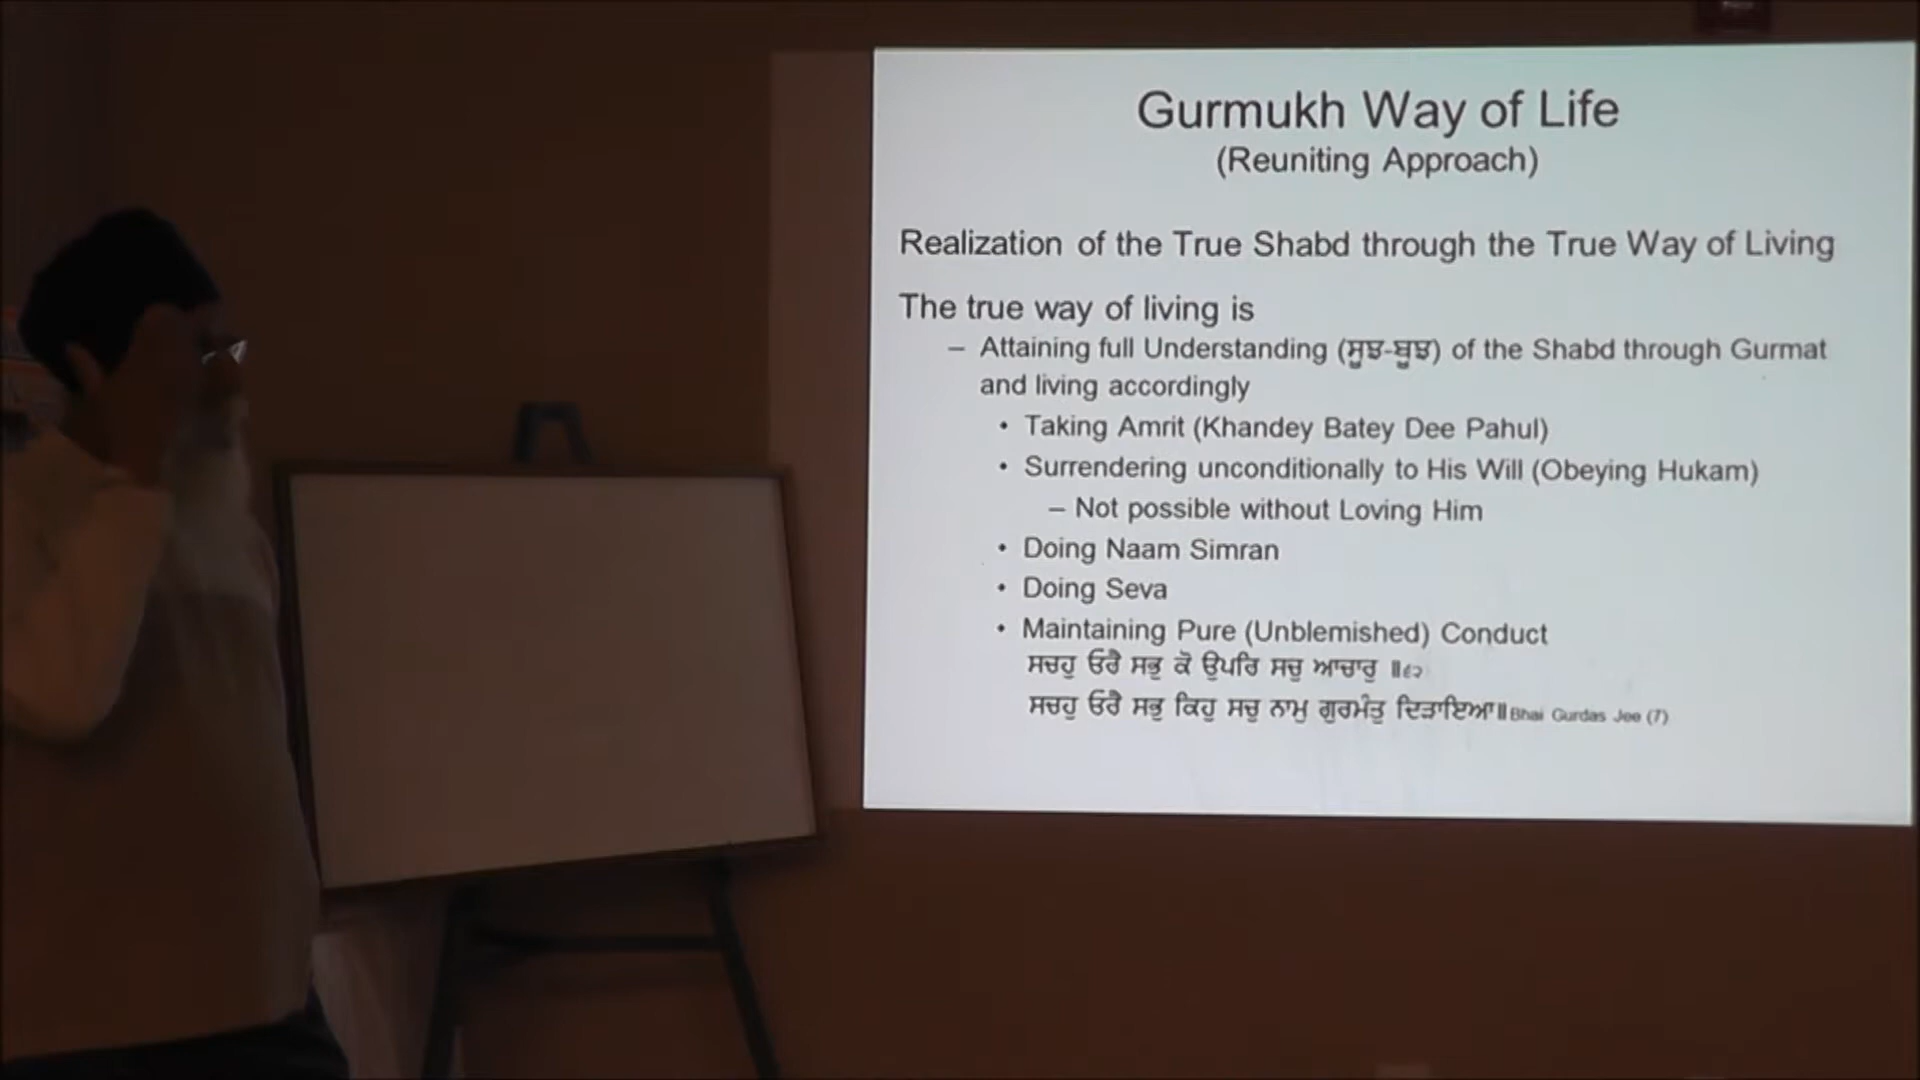 Gurmukh Way of Life
(Reuniting Approach)
Realization of the True Shabd through the True Way of Living
The true way of living is
– Attaining full Understanding (ਸੂਝ-ਬੂਝ) of the Shabd through Gurmat
and living accordingly
• Taking Amrit (Khandey Batey Dee Pahul)
• Surrendering unconditionally to His Will (Obeying Hukam)
– Not possible without Loving Him
• Doing Naam Simran
• Doing Seva
• Maintaining Pure (Unblemished) Conduct
ਸਚਹੁ ਓਰੈ ਸਭੁ ਕੋ ਉਪਰਿ ਸਚੁ ਆਚਾਰੁ ॥੬੨
ਸਚਹੁ ਓਰੈ ਸਭੁ ਕਿਹੁ ਸਚੁ ਨਾਮੁ ਗੁਰਮੰਤੁ ਦਿੜਾਇਆ॥ Bhai Gurdas Jee (7)